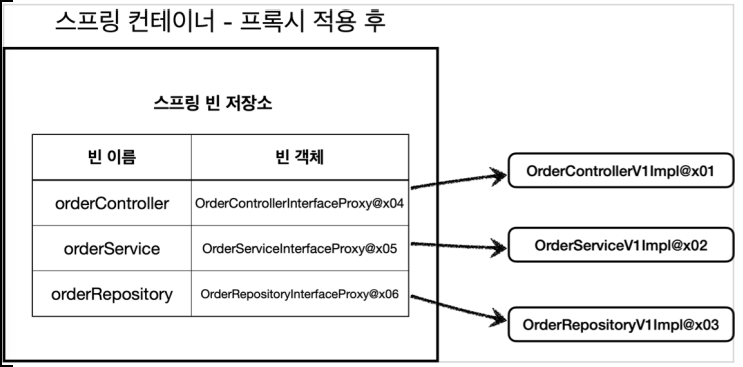 스프링 컨테이너 - 프록시 적용 후
스프링 빈 저장소
빈 이름 빈 객체
orderController OrderControllerInterfaceProxy@x04
orderService OrderServiceInterfaceProxy@x05
orderRepository OrderRepositoryInterfaceProxy@x06
OrderControllerV1Impl@x01
OrderServiceV1Impl@x02
OrderRepositoryV1Impl@x03